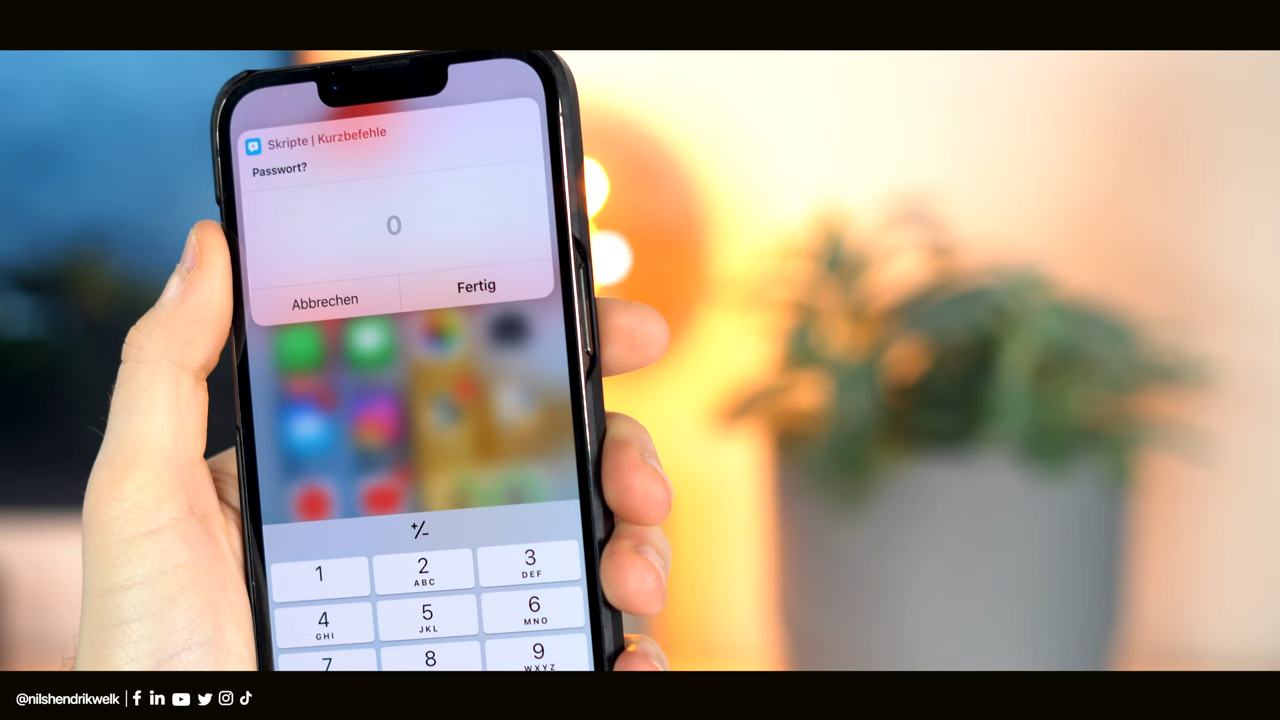 Skripte | Kurzbefehle
Passwort?
0
Abbrechen
Fertig
+/-
1
2
ABC
3
DEF
4
GHI
5
JKL
6
MNO
7
8
9
WXYZ
@nilshendrikwelk